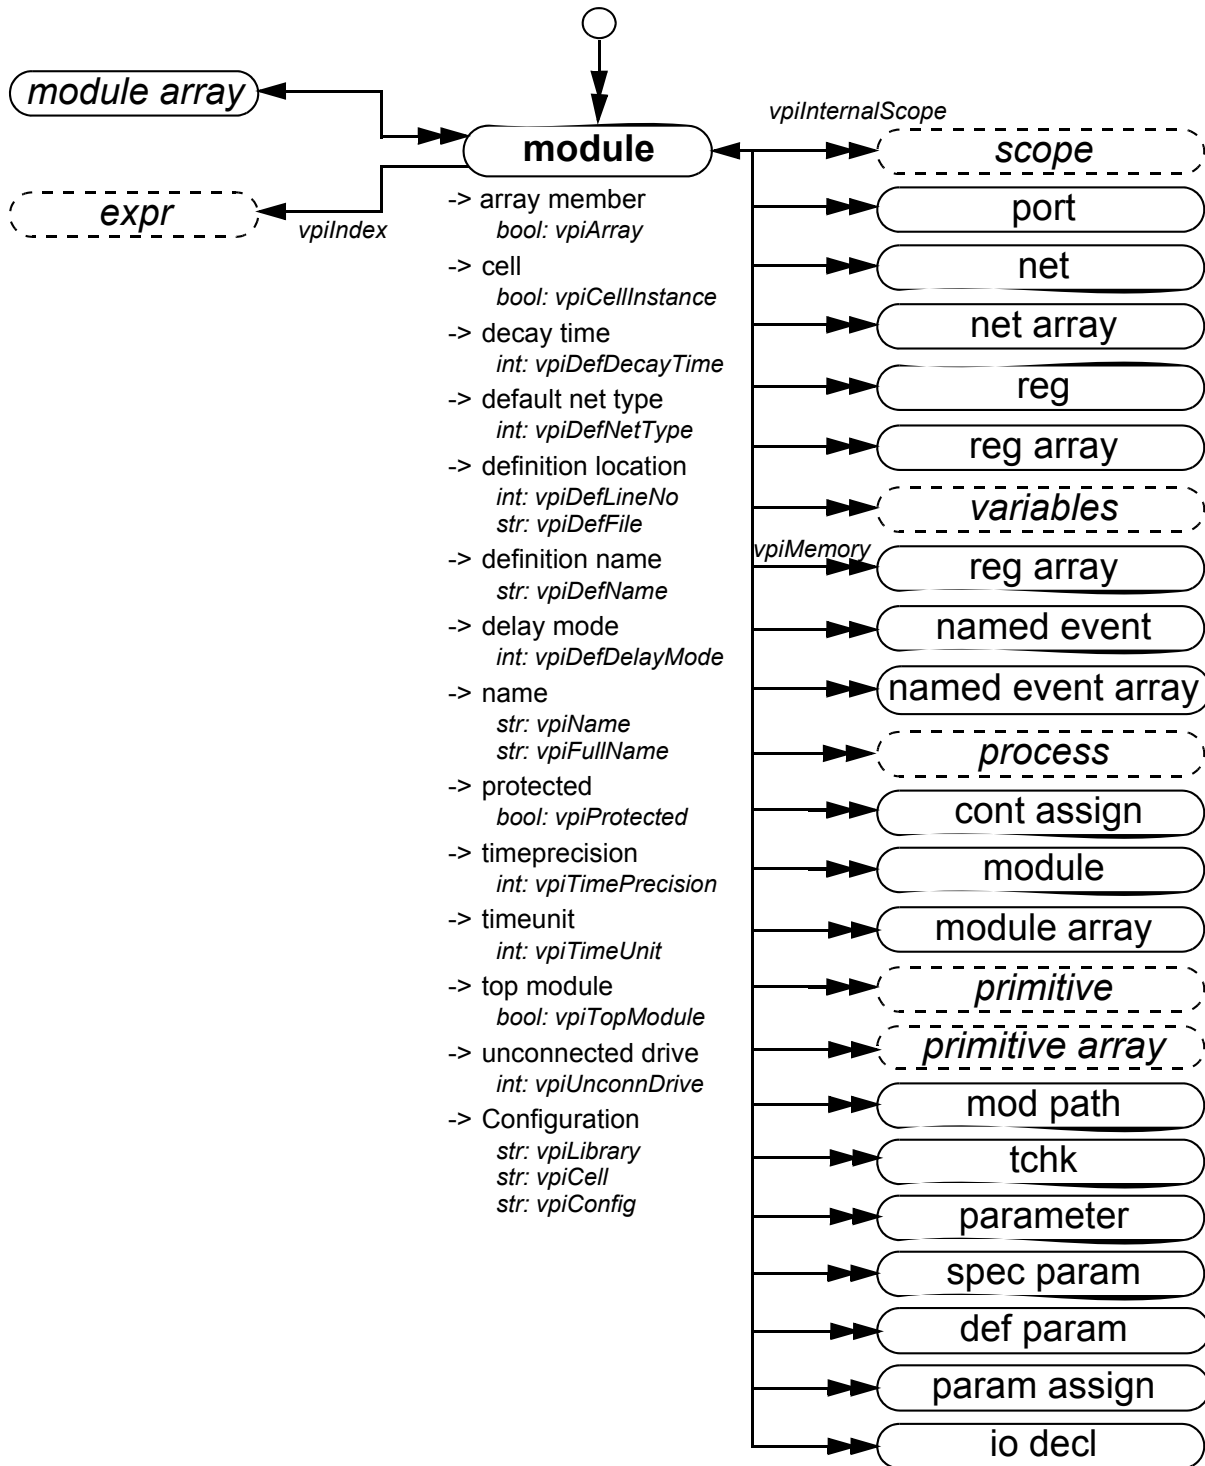 module array
expr
vpiIndex
module
-> array member
bool: vpiArray
-> cell
bool: vpiCellInstance
-> decay time
int: vpiDefDecayTime
-> default net type
int: vpiDefNetType
-> definition location
int: vpiDefLineNo
str: vpiDefFile
-> definition name
str: vpiDefName
-> delay mode
int: vpiDefDelayMode
-> name
str: vpiName
str: vpiFullName
-> protected
bool: vpiProtected
-> timeprecision
int: vpiTimePrecision
-> timeunit
int: vpiTimeUnit
-> top module
bool: vpiTopModule
-> unconnected drive
int: vpiUnconnDrive
-> Configuration
str: vpiLibrary
str: vpiCell
str: vpiConfig
vpiInternalScope
scope
port
net
net array
reg
reg array
variables
vpiMemory
reg array
named event
named event array
process
cont assign
module
module array
primitive
primitive array
mod path
tchk
parameter
spec param
def param
param assign
io decl